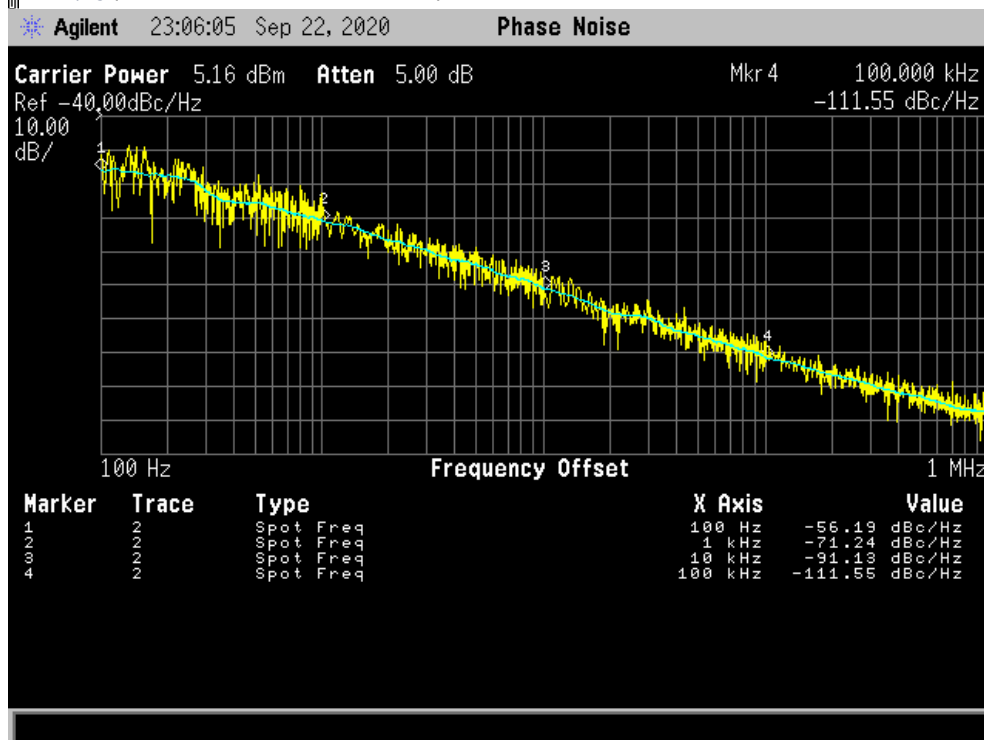 Agilent 23:06:05 Sep 22, 2020 Phase Noise
Carrier Power 5.16 dBm Atten 5.00 dB Mkr 4 100.000 kHz
Ref -40.00dBc/Hz -111.55 dBc/Hz
10.00
dB/
1
2
3
4
100 Hz Frequency Offset 1 MHz
Marker Trace Type X Axis Value
1 2 Spot Freq 100 Hz -56.19 dBc/Hz
2 2 Spot Freq 1 kHz -71.24 dBc/Hz
3 2 Spot Freq 10 kHz -91.13 dBc/Hz
4 2 Spot Freq 100 kHz -111.55 dBc/Hz